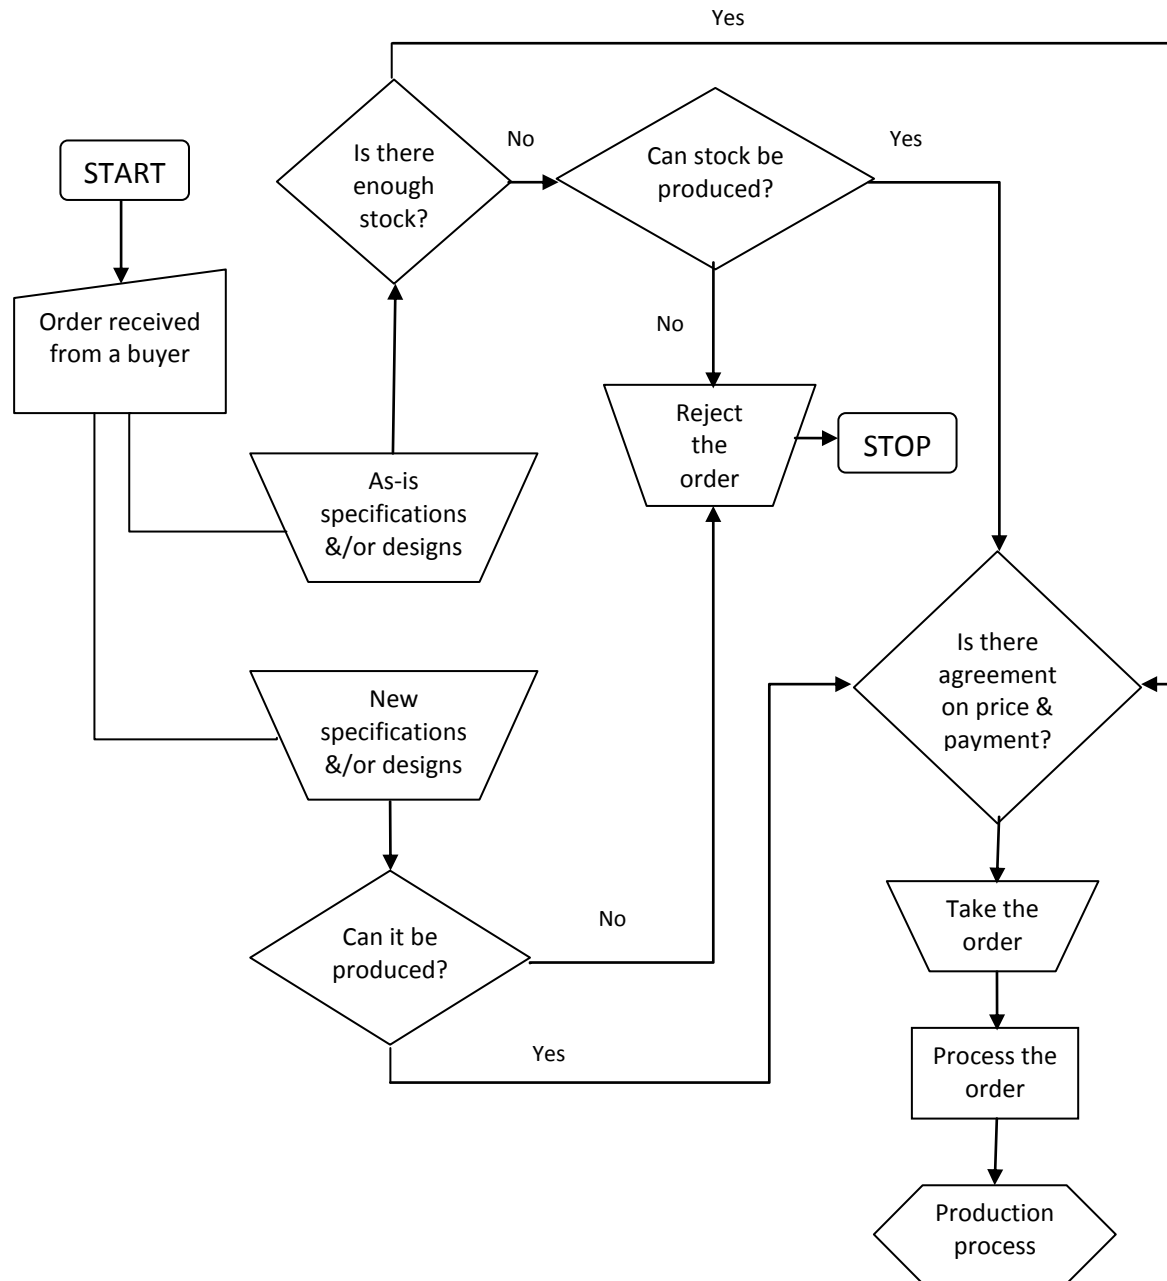 Yes
START
Order received
from a buyer
As-is
specifications
&/or designs
Is there
enough
stock?
No
Can stock be
produced?
Yes
No
Reject
the
order
STOP
New
specifications
&/or designs
Can it be
produced?
No
Yes
Is there
agreement
on price &
payment?
Take the
order
Process the
order
Production
process